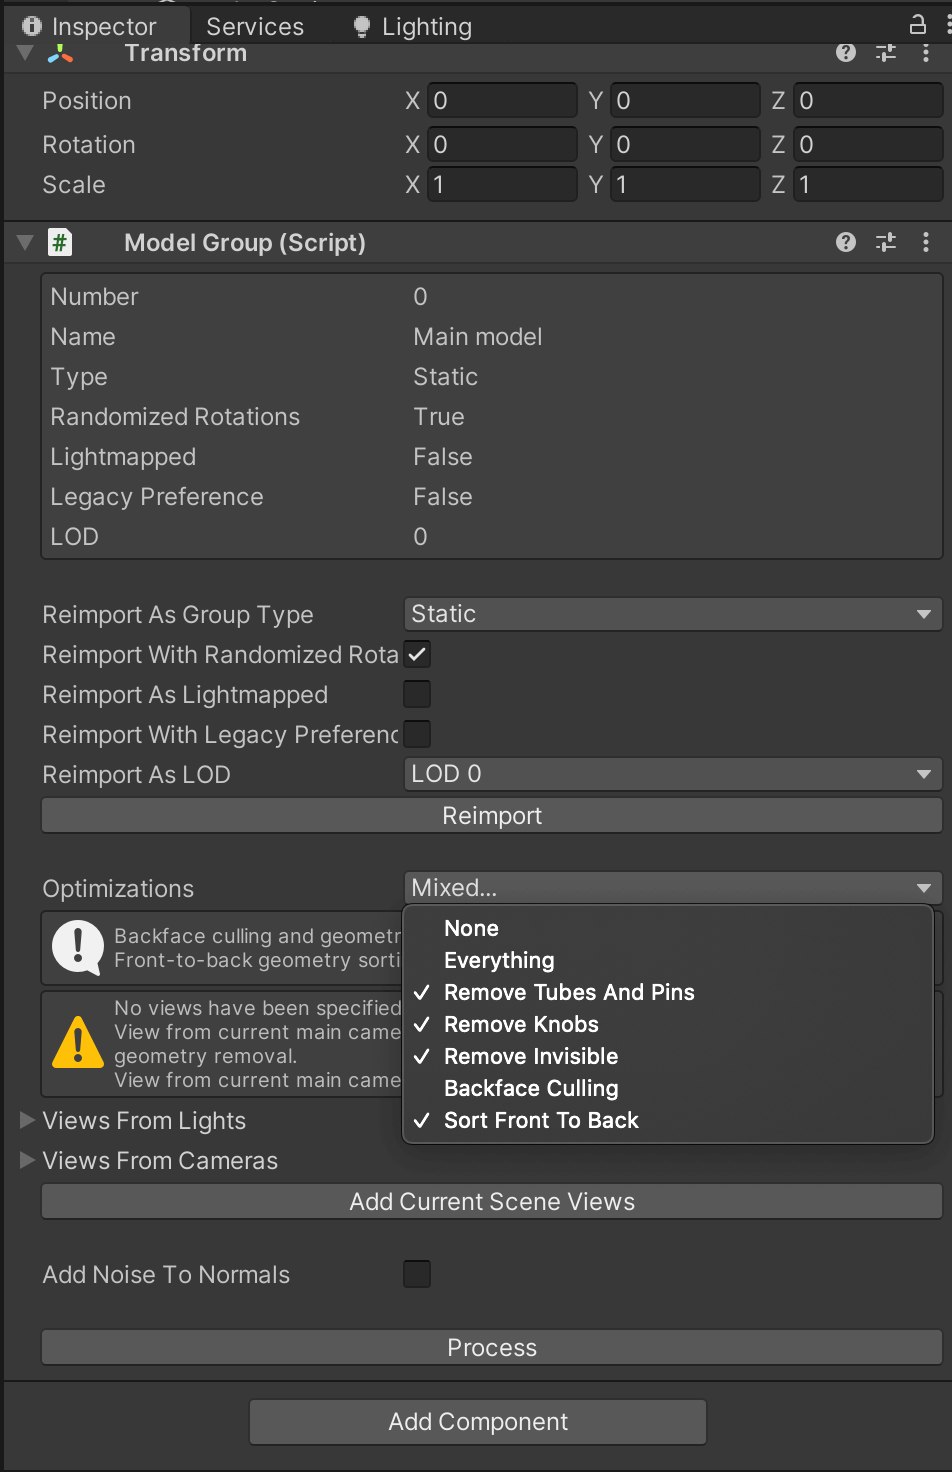 Inspector Services Lighting
Transform
Position X 0 Y 0 Z 0
Rotation X 0 Y 0 Z 0
Scale X 1 Y 1 Z 1
# Model Group (Script)
Number 0
Name Main model
Type Static
Randomized Rotations True
Lightmapped False
Legacy Preference False
LOD 0
Reimport As Group Type Static
Reimport With Randomized Rota
Reimport As Lightmapped
Reimport With Legacy Preferenc
Reimport As LOD LOD 0
Reimport
Optimizations Mixed...
Backface culling and geometr
Front-to-back geometry sorti
No views have been specified
View from current main came
geometry removal.
View from current main came
None
Everything
Remove Tubes And Pins
Remove Knobs
Remove Invisible
Backface Culling
Sort Front To Back
Views From Lights
Views From Cameras
Add Current Scene Views
Add Noise To Normals
Process
Add Component